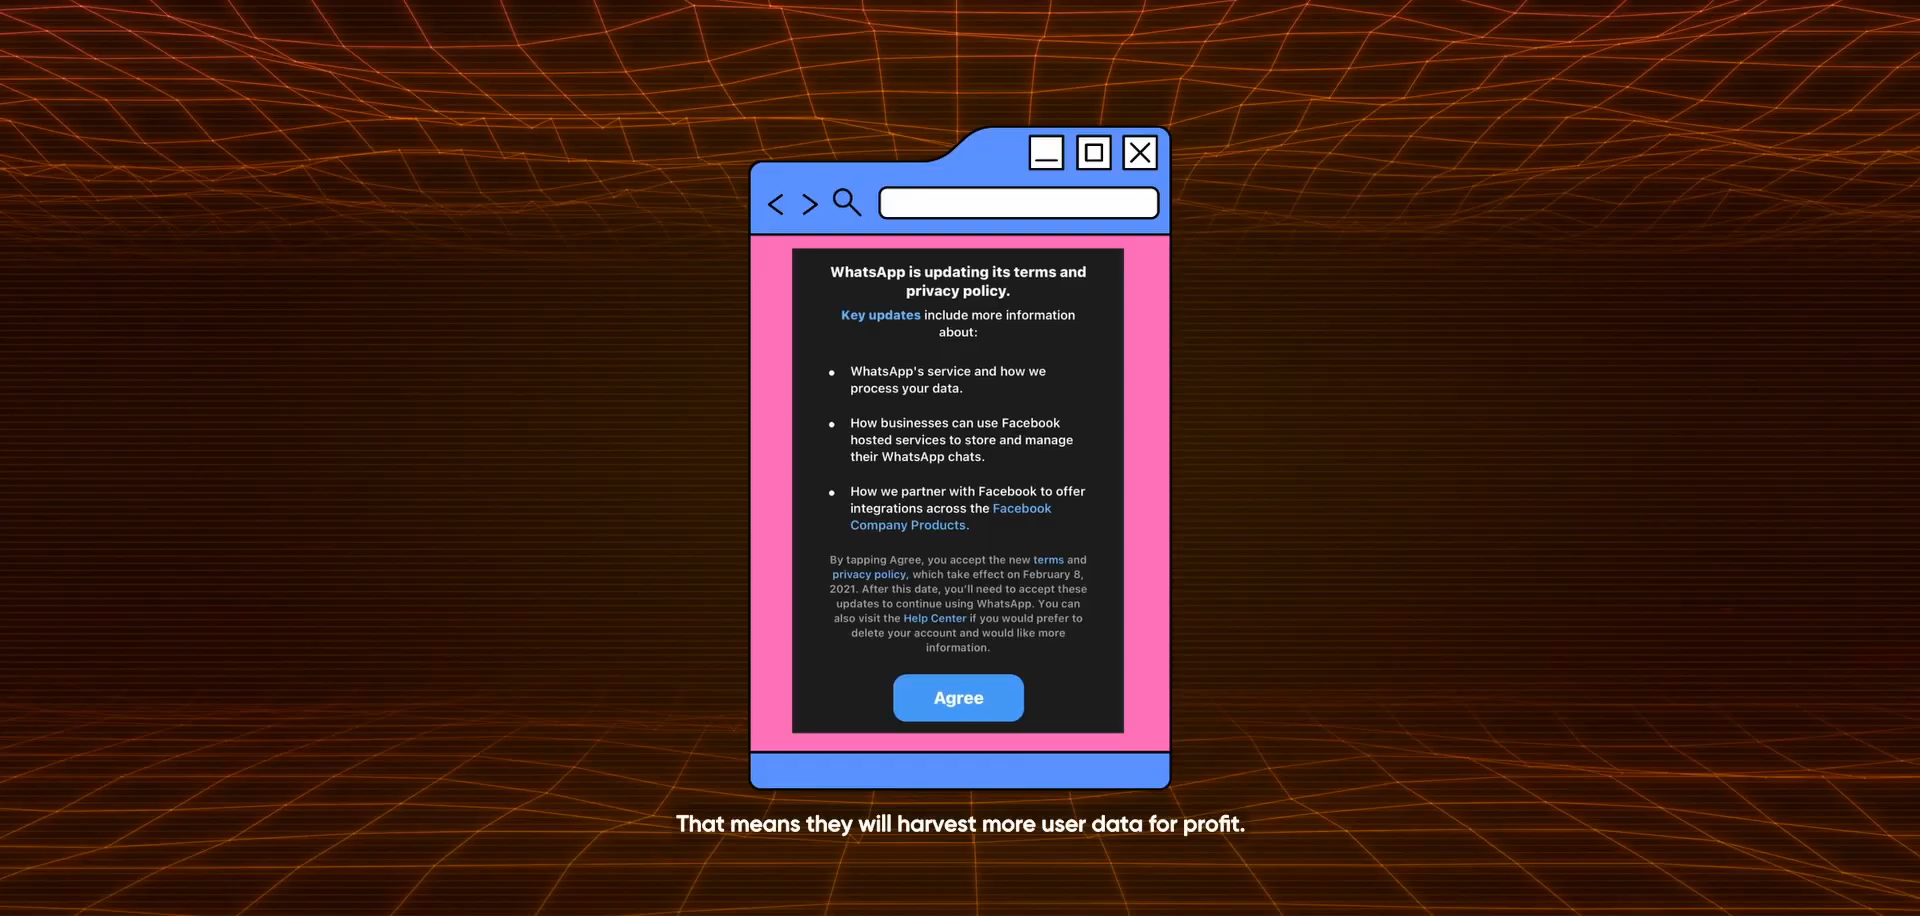 WhatsApp is updating its terms and
privacy policy.
Key updates include more information
about:
• WhatsApp's service and how we
process your data.
• How businesses can use Facebook
hosted services to store and manage
their WhatsApp chats.
• How we partner with Facebook to offer
integrations across the Facebook
Company Products.
By tapping Agree, you accept the new terms and
privacy policy, which take effect on February 8,
2021. After this date, you'll need to accept these
updates to continue using WhatsApp. You can
also visit the Help Center if you would prefer to
delete your account and would like more
information.
Agree
That means they will harvest more user data for profit.